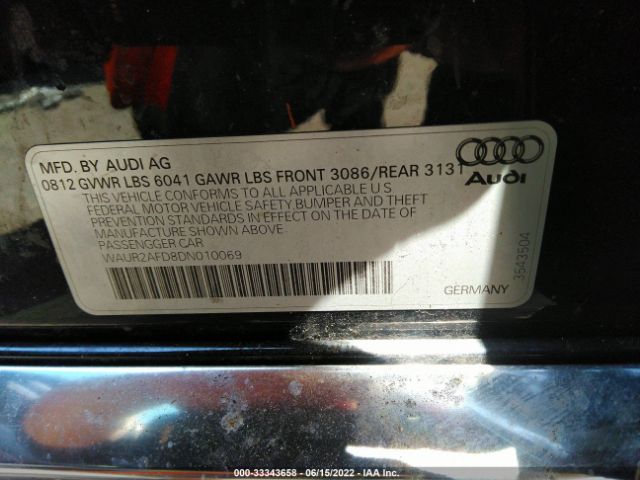 MFD. BY AUDI AG
0812 GVWR LBS 6041 GAWR LBS FRONT 3086/REAR 3131
THIS VEHICLE CONFORMS TO ALL APPLICABLE U.S
FEDERAL MOTOR VEHICLE SAFETY BUMPER AND THEFT
PREVENTION STANDARDS IN EFFECT ON THE DATE OF
MANUFACTURE SHOWN ABOVE
PASSENGGER CAR
WAUR2AFD8DN010069
Audi
GERMANY
3543504
000-33343658 - 06/15/2022 - IAA Inc.